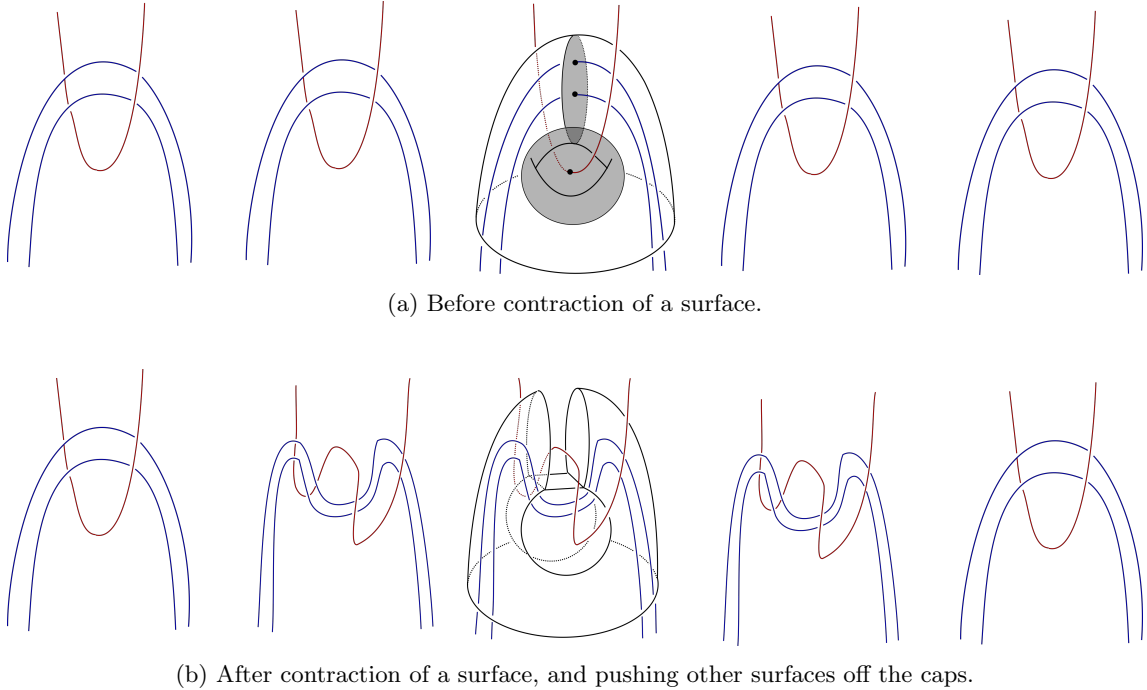 (a) Before contraction of a surface.
(b) After contraction of a surface, and pushing other surfaces off the caps.